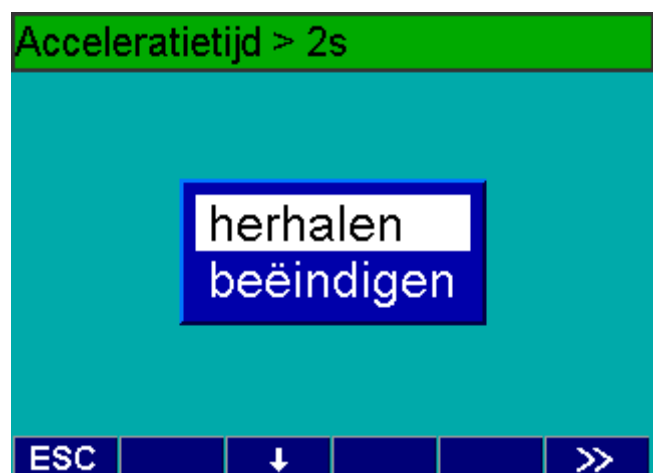 Acceleratietijd > 2s
herhalen
beëindigen
ESC ↓ >>